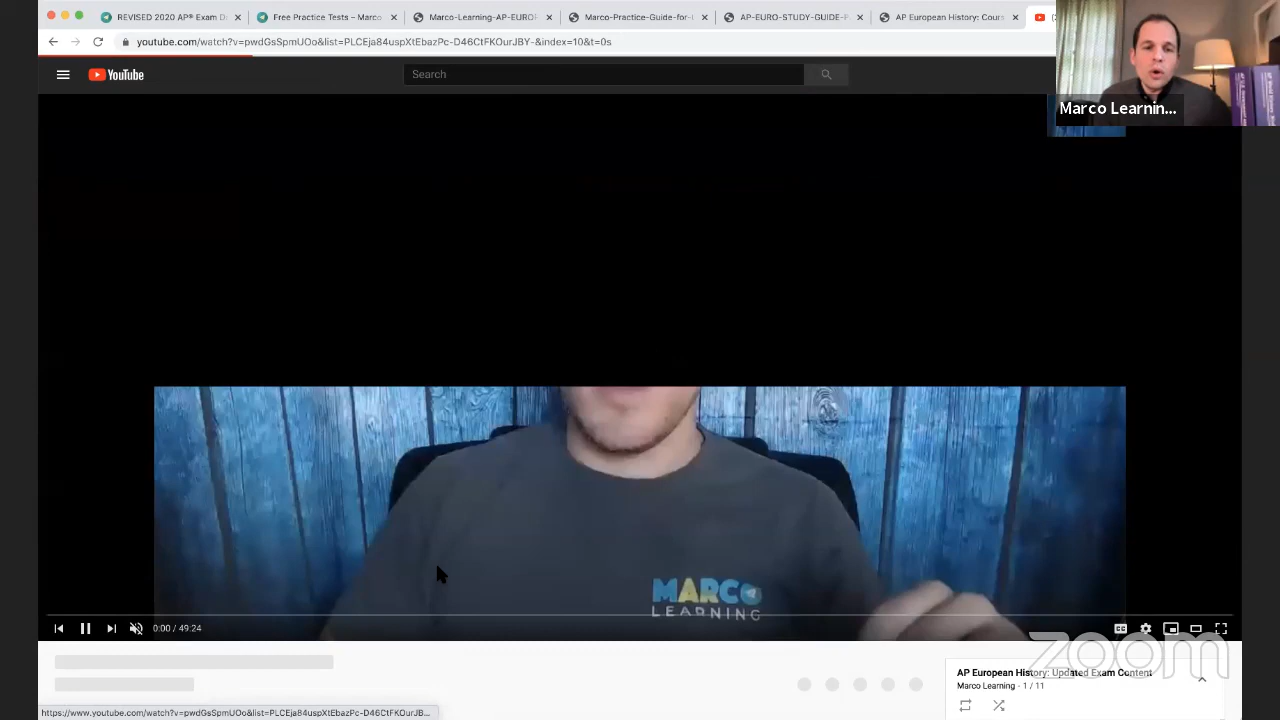 REVISED 2020 AP® Exam D
Free Practice Tests – Marco
Marco-Learning-AP-EURO
Marco-Practice-Guide-for-
AP-EURO-STUDY-GUIDE-
AP European History: Cours
youtube.com/watch?v=pwdGsSpmUOo&list=PLCEja84uspXtEbazPc-D46CtFKOurJBY-&index=10&t=0s
YouTube
Search
Marco Learnin...
MARCO
LEARNING
0:00 / 49:24
CC
zoom
AP European History: Updated Exam Content
Marco Learning - 1 / 11
https://www.youtube.com/watch?v=pwdGsSpmUOo&list=PLCEja84uspXtEbazPc-D46CtFKOurJB...